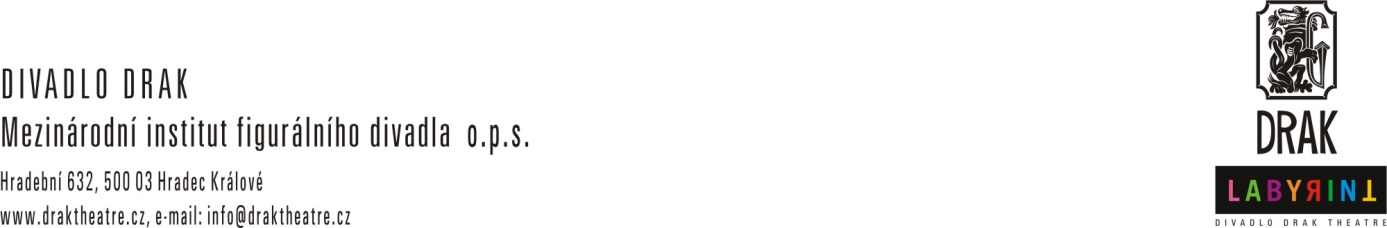 DIVADLO DRAK
Mezinárodní institut figurálního divadla o.p.s.
Hradební 632, 500 03 Hradec Králové
www.draktheatre.cz, e-mail: info@draktheatre.cz
DRAK
LABYRINT
DIVADLO DRAK THEATRE